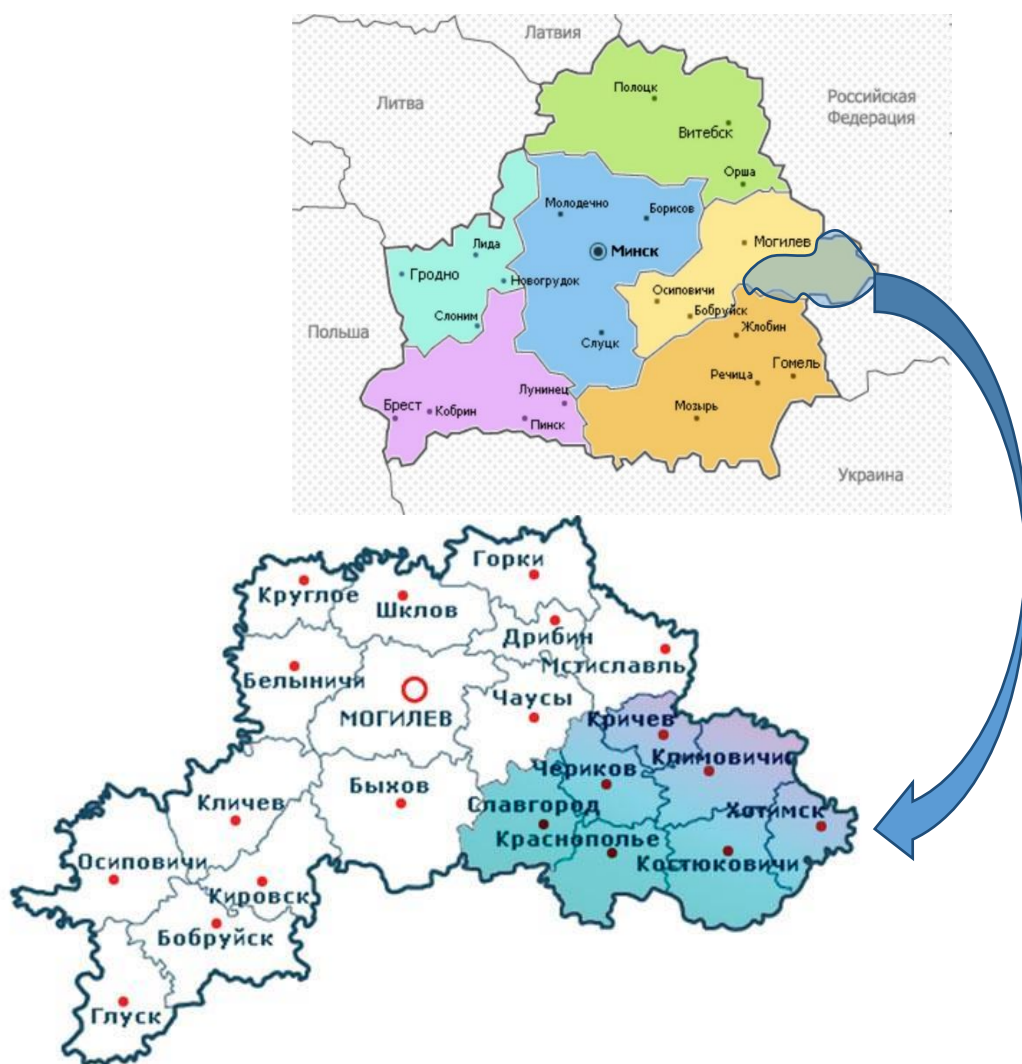 Латвия
Литва
Полоцк
Российская
Федерация
Витебск
Орша
Молодечно
Борисов
Могилев
Минск
Лида
Гродно
Новогрудок
Осиповичи
Бобруйск
Слоним
Польша
Слуцк
Жлобин
Гомель
Речица
Лунинец
Брест
Кобрин
Пинск
Мозырь
Украина
Горки
Круглое
Шклов
Дрибин
Мстиславль
Белыничи
Чаусы
МОГИЛЕВ
Кричев
Климовичи
Чериков
Быхов
Кличев
Славгород
Хотимск
Краснополье
Осиповичи
Костюковичи
Кировск
Бобруйск
Глуск